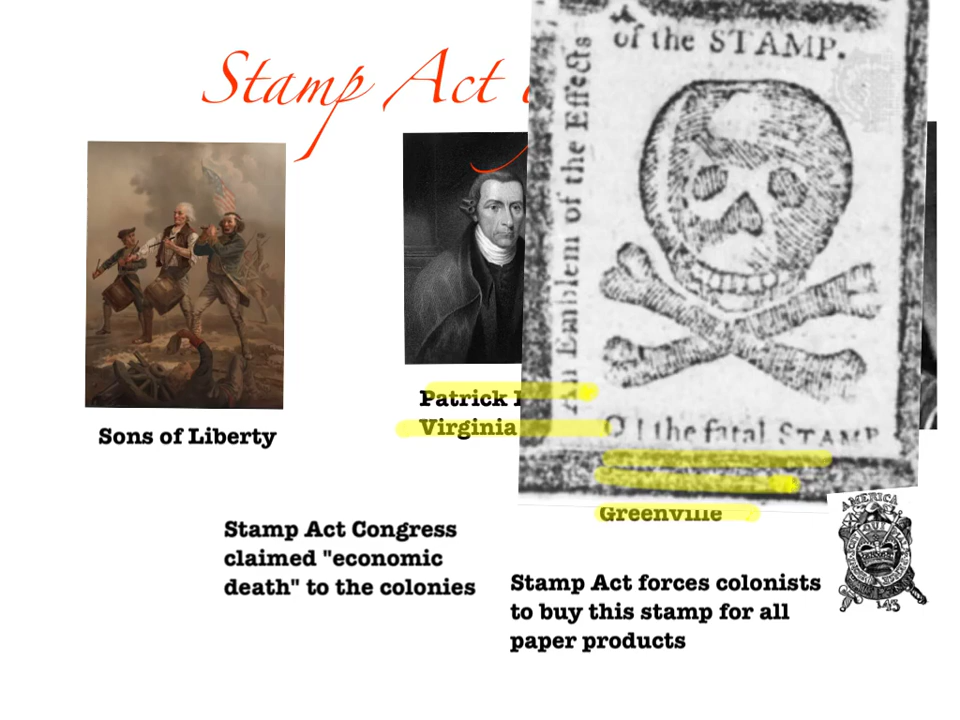 Stamp Act
of the STAMP.
An Emblem of the Effects
O! the fatal STAMP
Sons of Liberty
Patrick
Virginia
Greenville
Stamp Act Congress
claimed "economic
death" to the colonies
Stamp Act forces colonists
to buy this stamp for all
paper products
AMERICA